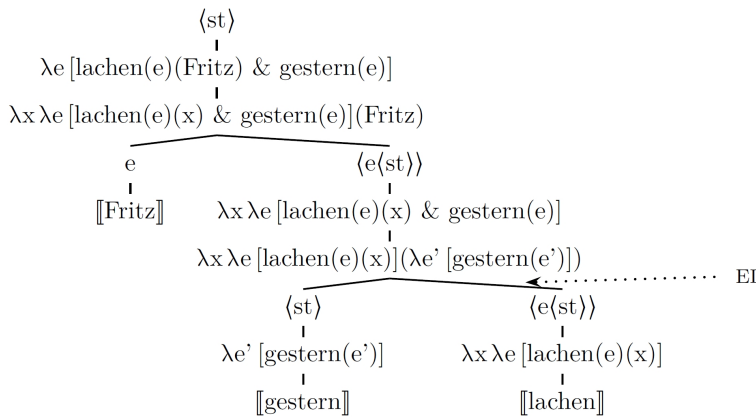 ⟨st⟩
λe [lachen(e)(Fritz) & gestern(e)]
λx λe [lachen(e)(x) & gestern(e)](Fritz)
e ⟨e⟨st⟩⟩
⟦Fritz⟧ λx λe [lachen(e)(x) & gestern(e)]
λx λe [lachen(e)(x)](λe' [gestern(e')])
EI
⟨st⟩ ⟨e⟨st⟩⟩
λe' [gestern(e')] λx λe [lachen(e)(x)]
⟦gestern⟧ ⟦lachen⟧